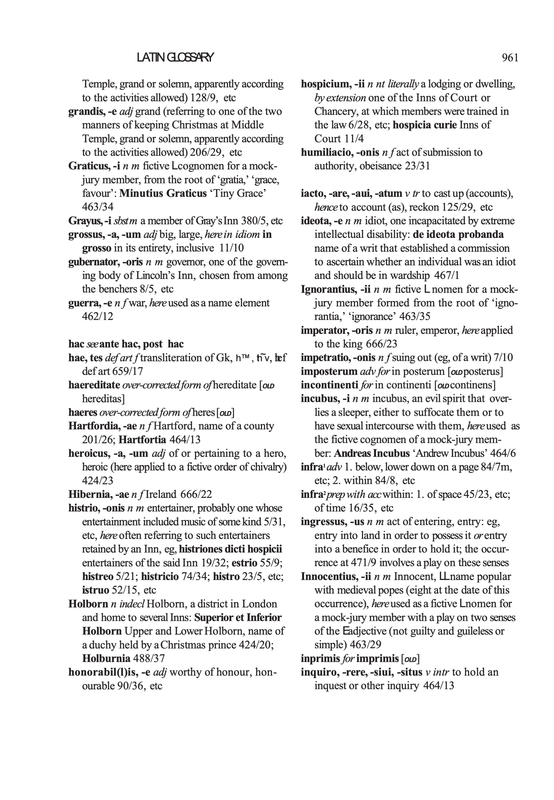 LATIN GLOSSARY 961
Temple, grand or solemn, apparently according
to the activities allowed) 128/9, etc
grandis, -e adj grand (referring to one of the two
manners of keeping Christmas at Middle
Temple, grand or solemn, apparently according
to the activities allowed) 206/29, etc
Graticus, -i n m fictive L cognomen for a mock-
jury member, from the root of 'gratia,' 'grace,
favour': Minutius Graticus 'Tiny Grace'
463/34
Grayus, -i sbst m a member of Gray's Inn 380/5, etc
grossus, -a, -um adj big, large, here in idiom in
grosso in its entirety, inclusive 11/10
gubernator, -oris n m governor, one of the govern-
ing body of Lincoln's Inn, chosen from among
the benchers 8/5, etc
guerra, -e n f war, here used as a name element
462/12
hac see ante hac, post hac
hae, tes def art f transliteration of Gk, h™, th˜v, lit f
def art 659/17
haereditate over-corrected form of hereditate [OLD
hereditas]
haeres over-corrected form of heres [OLD]
Hartfordia, -ae n f Hartford, name of a county
201/26; Hartfortia 464/13
heroicus, -a, -um adj of or pertaining to a hero,
heroic (here applied to a fictive order of chivalry)
424/23
Hibernia, -ae n f Ireland 666/22
histrio, -onis n m entertainer, probably one whose
entertainment included music of some kind 5/31,
etc, here often referring to such entertainers
retained by an Inn, eg, histriones dicti hospicii
entertainers of the said Inn 19/32; estrio 55/9;
histreo 5/21; histricio 74/34; histro 23/5, etc;
istruo 52/15, etc
Holborn n indecl Holborn, a district in London
and home to several Inns: Superior et Inferior
Holborn Upper and Lower Holborn, name of
a duchy held by a Christmas prince 424/20;
Holburnia 488/37
honorabil(l)is, -e adj worthy of honour, hon-
ourable 90/36, etc
hospicium, -ii n nt literally a lodging or dwelling,
by extension one of the Inns of Court or
Chancery, at which members were trained in
the law 6/28, etc; hospicia curie Inns of
Court 11/4
humiliacio, -onis n f act of submission to
authority, obeisance 23/31
iacto, -are, -aui, -atum v tr to cast up (accounts),
hence to account (as), reckon 125/29, etc
ideota, -e n m idiot, one incapacitated by extreme
intellectual disability: de ideota probanda
name of a writ that established a commission
to ascertain whether an individual was an idiot
and should be in wardship 467/1
Ignorantius, -ii n m fictive L nomen for a mock-
jury member formed from the root of 'igno-
rantia,' 'ignorance' 463/35
imperator, -oris n m ruler, emperor, here applied
to the king 666/23
impetratio, -onis n f suing out (eg, of a writ) 7/10
imposterum adv for in posterum [OLD posterus]
incontinenti for in continenti [OLD continens]
incubus, -i n m incubus, an evil spirit that over-
lies a sleeper, either to suffocate them or to
have sexual intercourse with them, here used as
the fictive cognomen of a mock-jury mem-
ber: Andreas Incubus 'Andrew Incubus' 464/6
infra¹ adv 1. below, lower down on a page 84/7m,
etc; 2. within 84/8, etc
infra² prep with acc within: 1. of space 45/23, etc;
of time 16/35, etc
ingressus, -us n m act of entering, entry: eg,
entry into land in order to possess it or entry
into a benefice in order to hold it; the occur-
rence at 471/9 involves a play on these senses
Innocentius, -ii n m Innocent, LL name popular
with medieval popes (eight at the date of this
occurrence), here used as a fictive L nomen for
a mock-jury member with a play on two senses
of the E adjective (not guilty and guileless or
simple) 463/29
inprimis for imprimis [OLD]
inquiro, -rere, -siui, -situs v intr to hold an
inquest or other inquiry 464/13